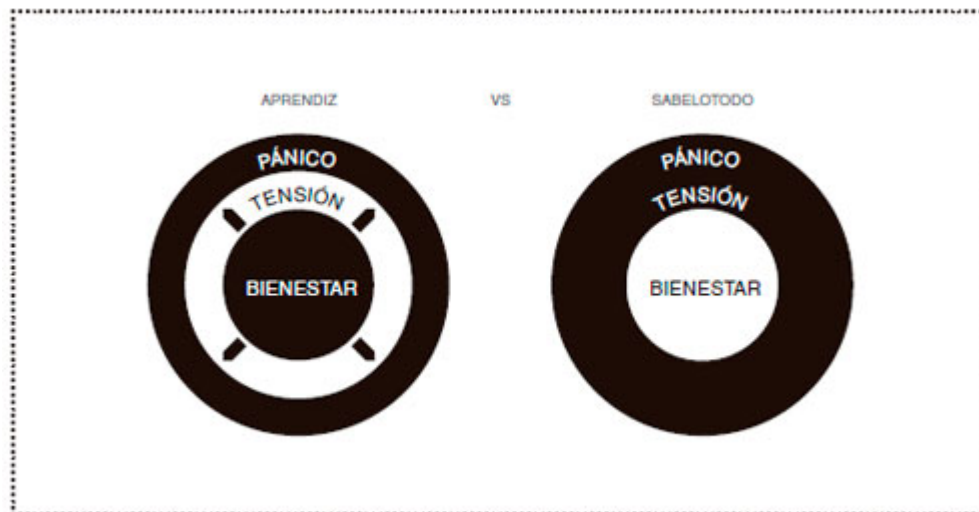 APRENDIZ VS SABELOTODO
PÁNICO
TENSIÓN
BIENESTAR
PÁNICO
TENSIÓN
BIENESTAR